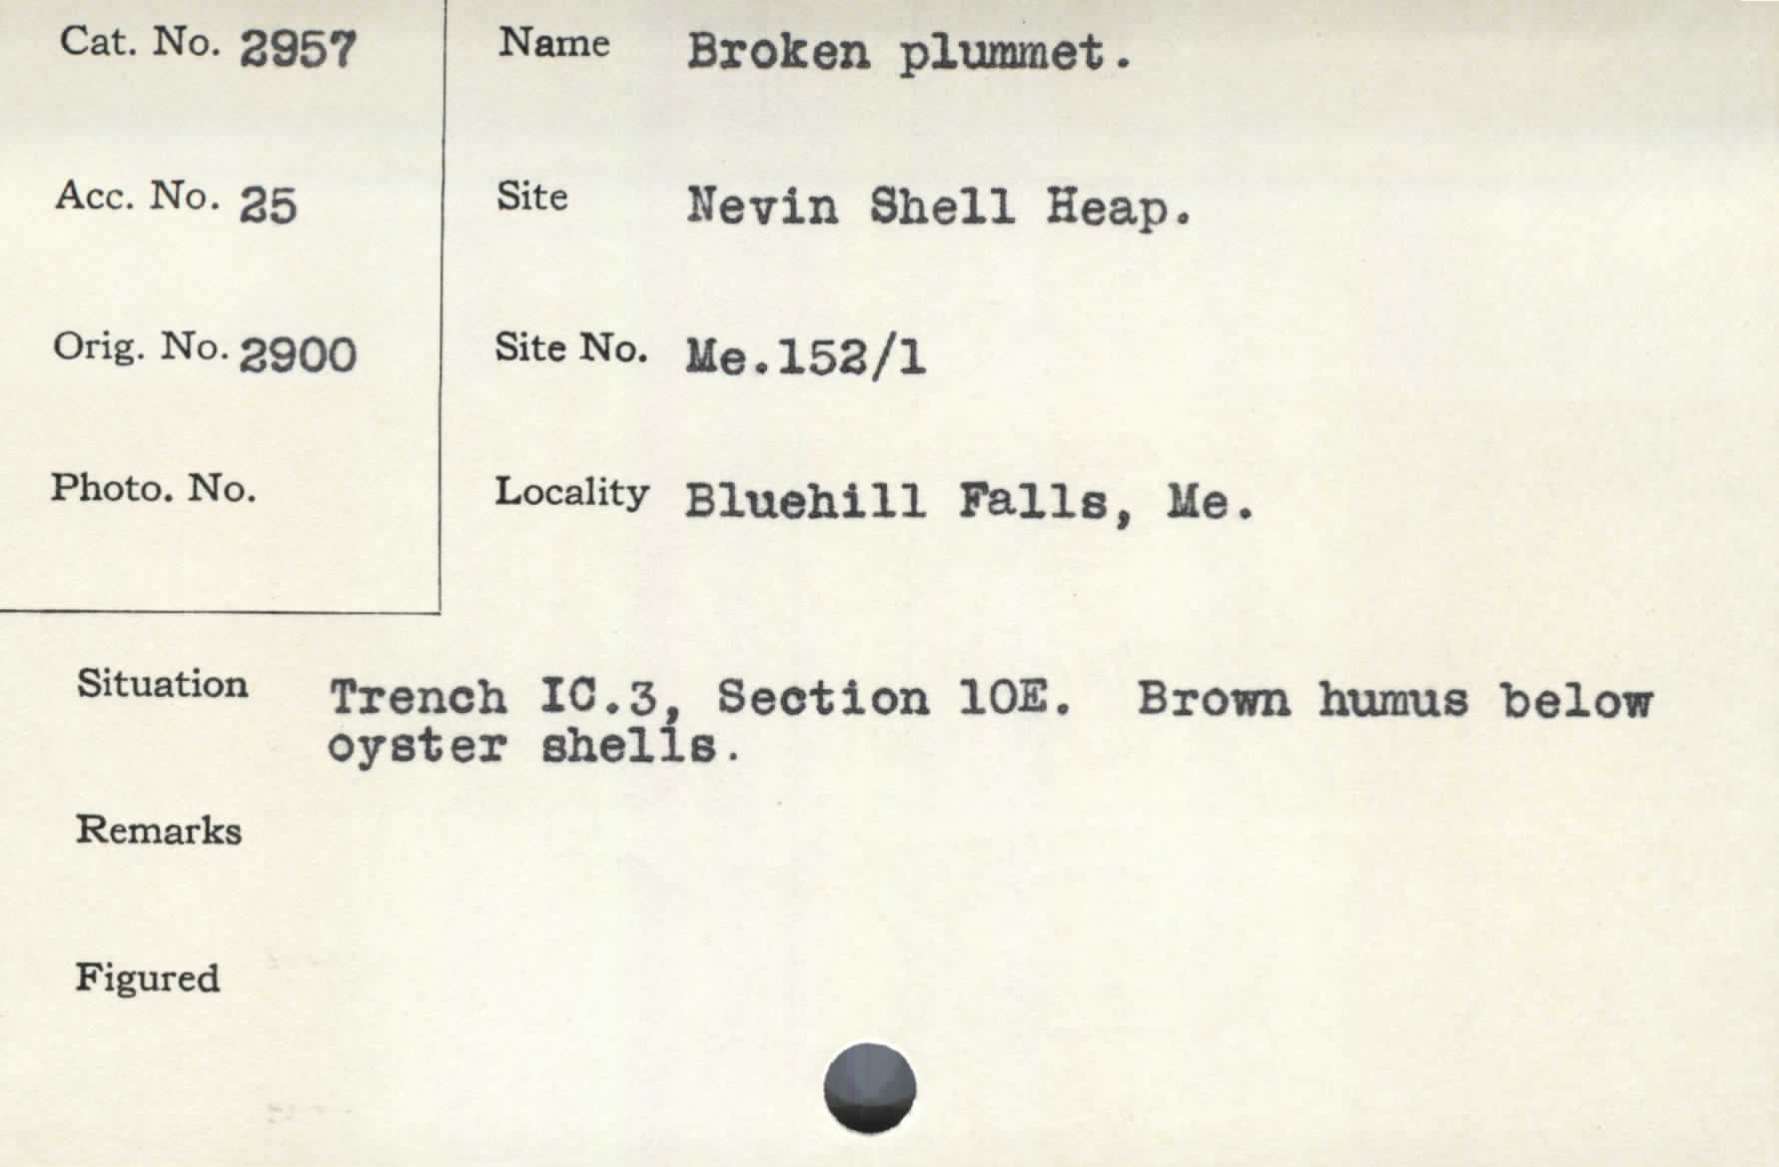 Cat. No. 2957
Name Broken plummet.
Acc. No. 25
Site Nevin Shell Heap.
Orig. No. 2900
Site No. Me.152/1
Photo. No.
Locality Bluehill Falls, Me.
Situation Trench IC.3, Section 10E. Brown humus below
oyster shells.
Remarks
Figured